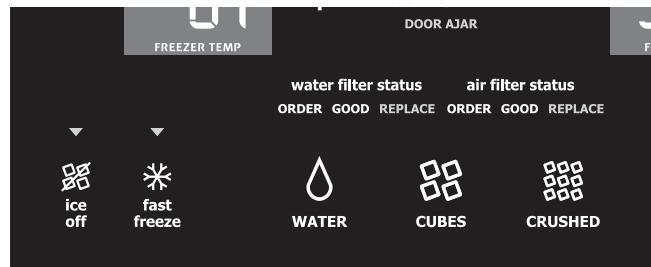 DOOR AJAR
FREEZER TEMP
water filter status air filter status
ORDER GOOD REPLACE ORDER GOOD REPLACE
ice off
fast freeze
WATER
CUBES
CRUSHED